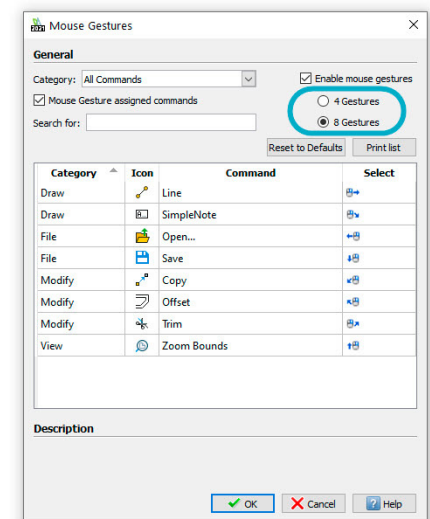 2021 Mouse Gestures
General
Category: All Commands Enable mouse gestures
Mouse Gesture assigned commands 4 Gestures
Search for: 8 Gestures
Reset to Defaults Print list
Category Icon Command Select
Draw Line
Draw SimpleNote
File Open...
File Save
Modify Copy
Modify Offset
Modify Trim
View Zoom Bounds
Description
OK Cancel Help